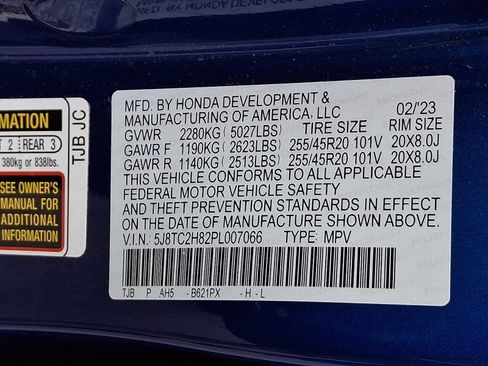 MATION
T 2 REAR 3
380kg or 838lbs.
SEE OWNER'S
MANUAL FOR
ADDITIONAL
INFORMATION
TJB JC
MFD. BY HONDA DEVELOPMENT &
MANUFACTURING OF AMERICA, LLC 02/'23
GVWR 2280KG (5027LBS) TIRE SIZE RIM SIZE
GAWR F 1190KG (2623LBS) 255/45R20 101V 20X8.0J
GAWR R 1140KG (2513LBS) 255/45R20 101V 20X8.0J
THIS VEHICLE CONFORMS TO ALL APPLICABLE
FEDERAL MOTOR VEHICLE SAFETY
AND THEFT PREVENTION STANDARDS IN EFFECT
ON THE DATE OF MANUFACTURE SHOWN ABOVE.
V.I.N.: 5J8TC2H82PL007066 TYPE: MPV
TJB P AH5 - B621PX - H - L